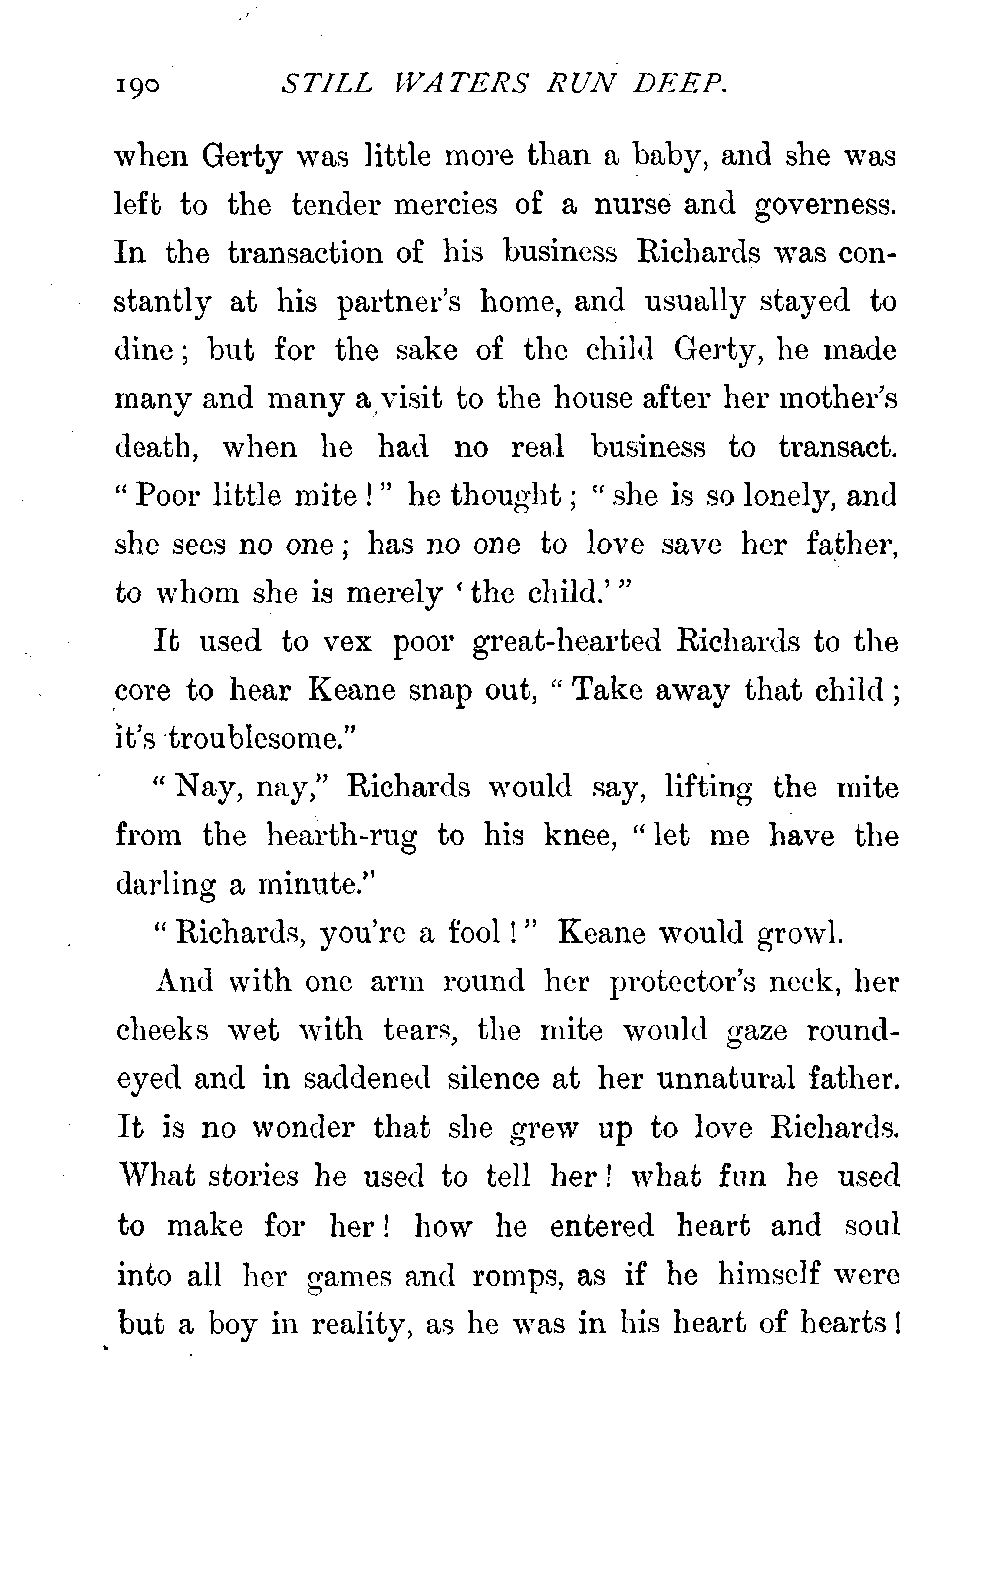 190 STILL WATERS RUN DEEP.
when Gerty was little more than a baby, and she was
left to the tender mercies of a nurse and governess.
In the transaction of his business Richards was con-
stantly at his partner's home, and usually stayed to
dine; but for the sake of the child Gerty, he made
many and many a visit to the house after her mother's
death, when he had no real business to transact.
"Poor little mite!" he thought; "she is so lonely, and
she sees no one; has no one to love save her father,
to whom she is merely 'the child.'"
It used to vex poor great-hearted Richards to the
core to hear Keane snap out, "Take away that child;
it's troublesome."
"Nay, nay," Richards would say, lifting the mite
from the hearth-rug to his knee, "let me have the
darling a minute."
"Richards, you're a fool!" Keane would growl.
And with one arm round her protector's neck, her
cheeks wet with tears, the mite would gaze round-
eyed and in saddened silence at her unnatural father.
It is no wonder that she grew up to love Richards.
What stories he used to tell her! what fun he used
to make for her! how he entered heart and soul
into all her games and romps, as if he himself were
but a boy in reality, as he was in his heart of hearts!